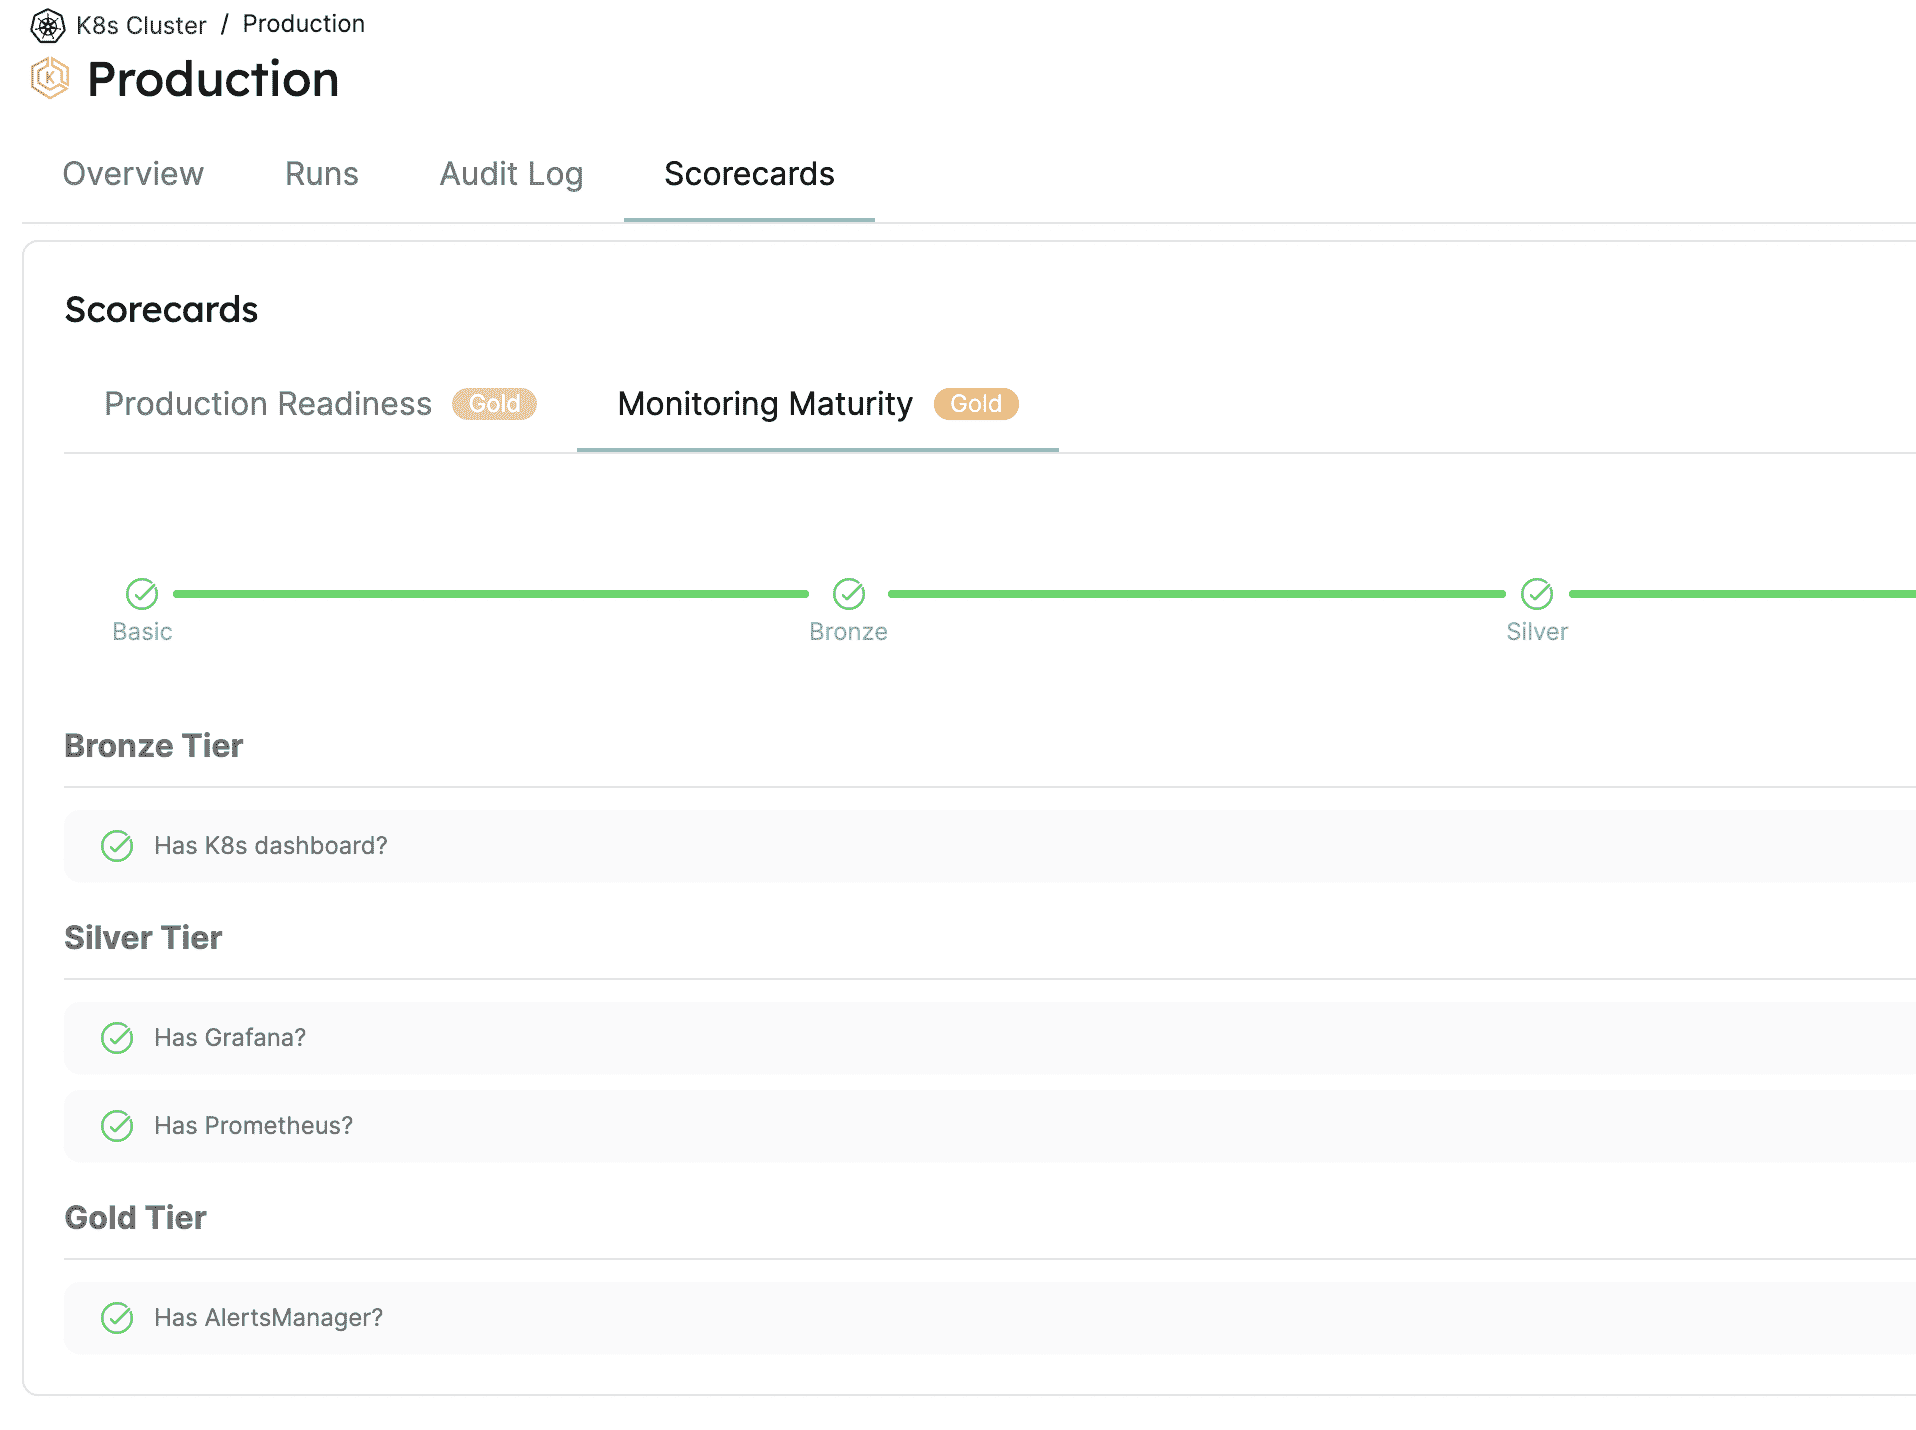 K8s Cluster / Production
K Production
Overview Runs Audit Log Scorecards
Scorecards
Production Readiness Gold Monitoring Maturity Gold
Basic Bronze Silver
Bronze Tier
Has K8s dashboard?
Silver Tier
Has Grafana?
Has Prometheus?
Gold Tier
Has AlertsManager?